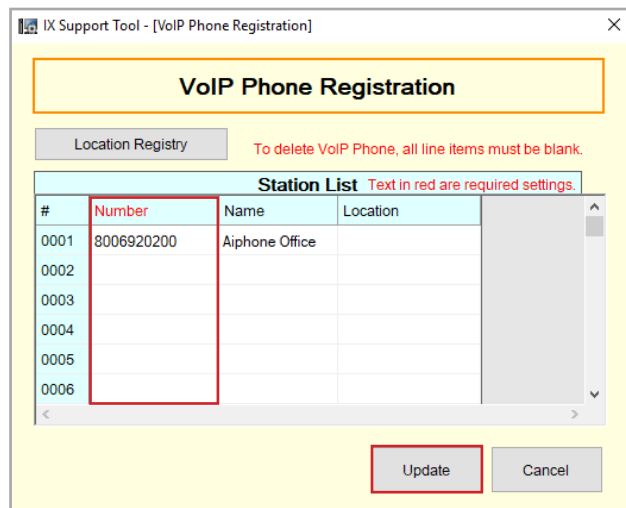 IX Support Tool - [VoIP Phone Registration]
VoIP Phone Registration
Location Registry To delete VoIP Phone, all line items must be blank.
Station List Text in red are required settings.
# Number Name Location
0001 8006920200 Aiphone Office
0002
0003
0004
0005
0006
Update Cancel